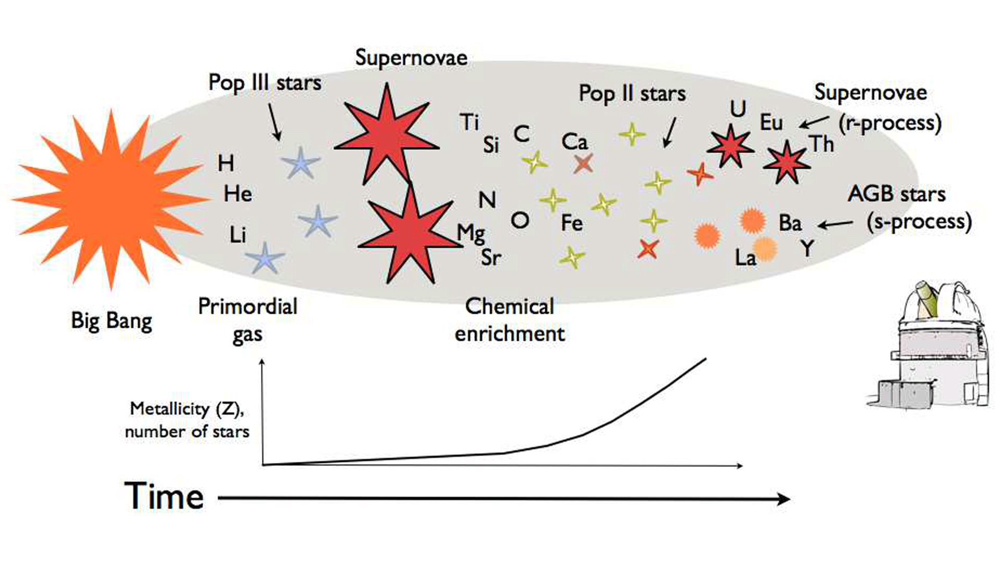 Supernovae
Pop III stars
Pop II stars
Supernovae
(r-process)
U
Eu
Th
Ti
Si
C
Ca
H
He
Li
N
O
Fe
Mg
Sr
AGB stars
(s-process)
Ba
Y
La
Big Bang
Primordial
gas
Chemical
enrichment
Metallicity (Z),
number of stars
Time